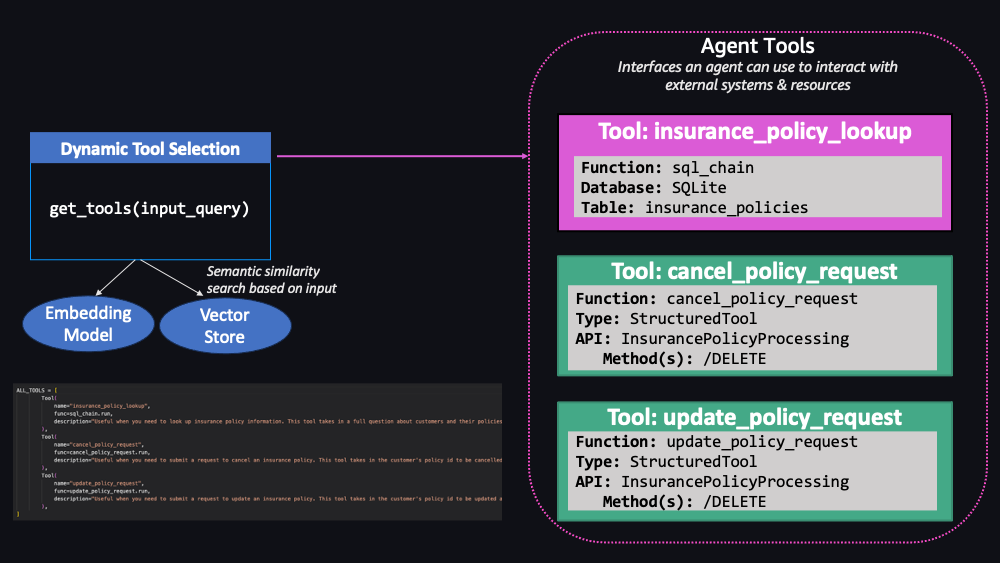 Agent Tools
Interfaces an agent can use to interact with
external systems & resources
Dynamic Tool Selection
get_tools(input_query)
Semantic similarity
search based on input
Embedding
Model
Vector
Store
Tool: insurance_policy_lookup
Function: sql_chain
Database: SQLite
Table: insurance_policies
Tool: cancel_policy_request
Function: cancel_policy_request
Type: StructuredTool
API: InsurancePolicyProcessing
Method(s): /DELETE
Tool: update_policy_request
Function: update_policy_request
Type: StructuredTool
API: InsurancePolicyProcessing
Method(s): /DELETE
ALL_TOOLS = [
Tool(
name="insurance_policy_lookup",
func=sql_chain.run,
description="Useful when you need to look up insurance policy information. This tool takes in a full question about customers and their policies
),
Tool(
name="cancel_policy_request",
func=cancel_policy_request.run,
description="Useful when you need to submit a request to cancel an insurance policy. This tool takes in the customer's policy id to be cancelled
),
Tool(
name="update_policy_request",
func=update_policy_request.run,
description="Useful when you need to submit a request to update an insurance policy. This tool takes in the customer's policy id to be updated a
),
]